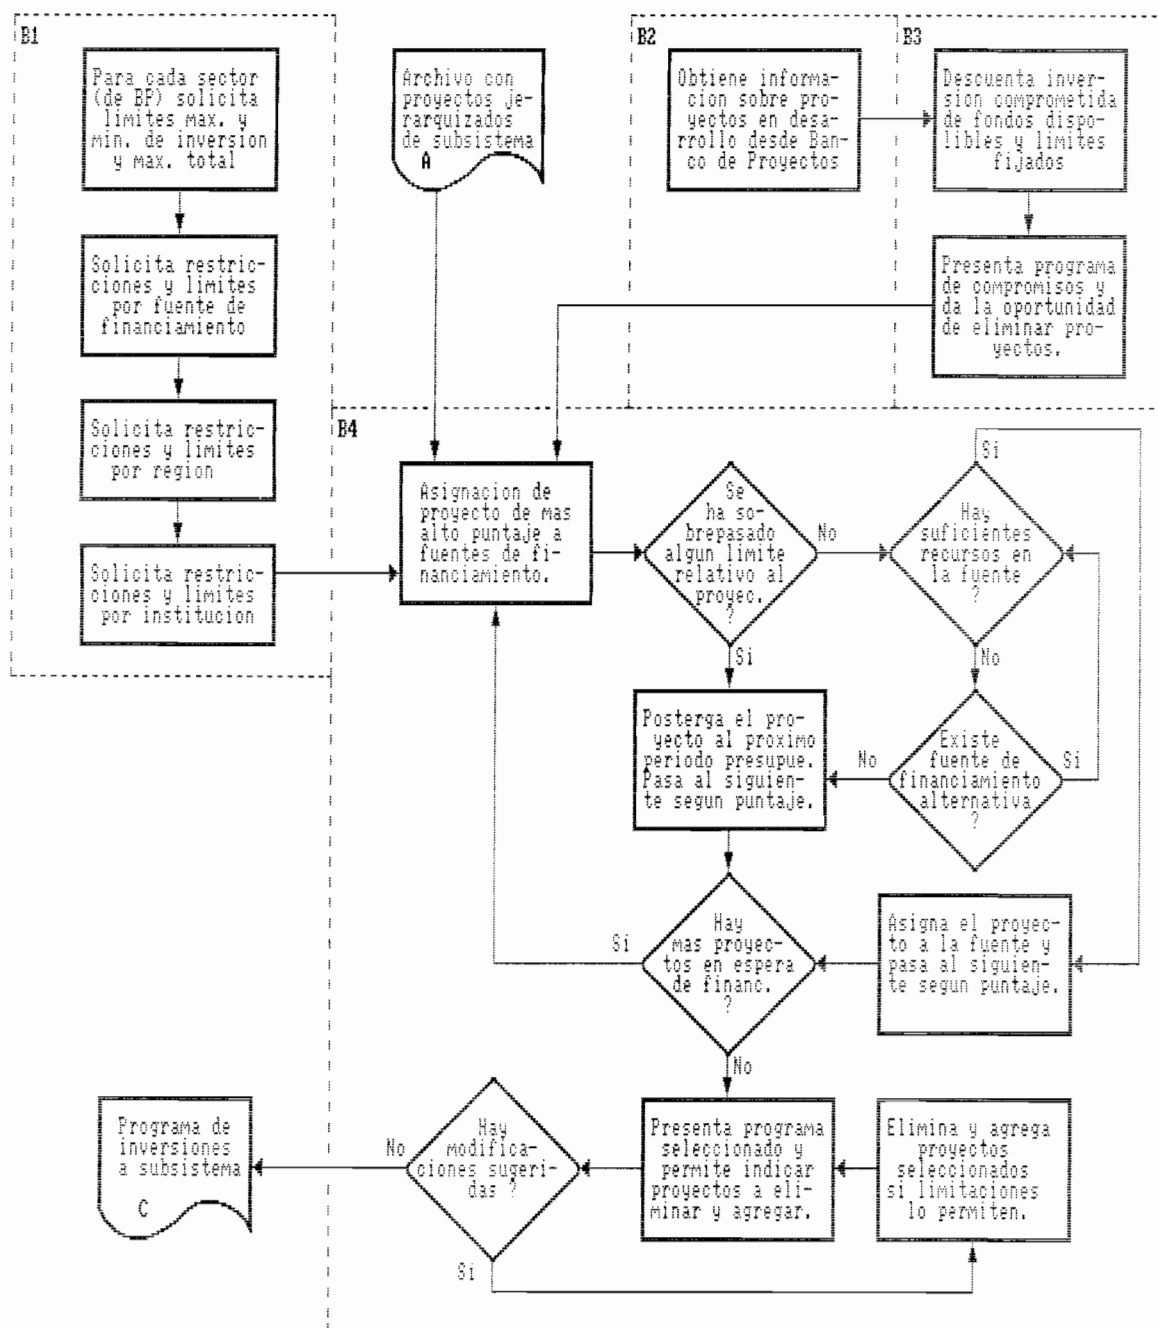 B1
Para cada sector
(de BP) solicita
limites max. y
min. de inversion
y max. total
Solicita restric-
ciones y limites
por fuente de
financiamiento
Solicita restric-
ciones y limites
por region
Solicita restric-
ciones y limites
por institucion
Archivo con
proyectos je-
rarquizados
de subsistema
A
B2
Obtiene informa-
cion sobre pro-
yectos en desa-
rrollo desde Ban-
co de Proyectos
B3
Descuenta inver-
sion comprometida
de fondos dispo-
libles y limites
fijados
Presenta programa
de compromisos y
da la oportunidad
de eliminar pro-
yectos.
B4
Asignacion de
proyecto de mas
alto puntaje a
fuentes de fi-
nanciamiento.
Se
ha so-
brepasado
algun limite
relativo al
proyec.
?
No
Si
Hay
suficientes
recursos en
la fuente
?
Si
No
Posterga el pro-
yecto al proximo
periodo presupue.
Pasa al siguien-
te segun puntaje.
No
Existe
fuente de
financiamiento
alternativa
?
Si
Si
Hay
mas proyec-
tos en espera
de financ.
?
No
Asigna el proyec-
to a la fuente y
pasa al siguien-
te segun puntaje.
Programa de
inversiones
a subsistema
C
No
Hay
modifica-
ciones sugeri-
das ?
Si
Presenta programa
seleccionado y
permite indicar
proyectos a eli-
minar y agregar.
Elimina y agrega
proyectos
seleccionados
si limitaciones
lo permiten.